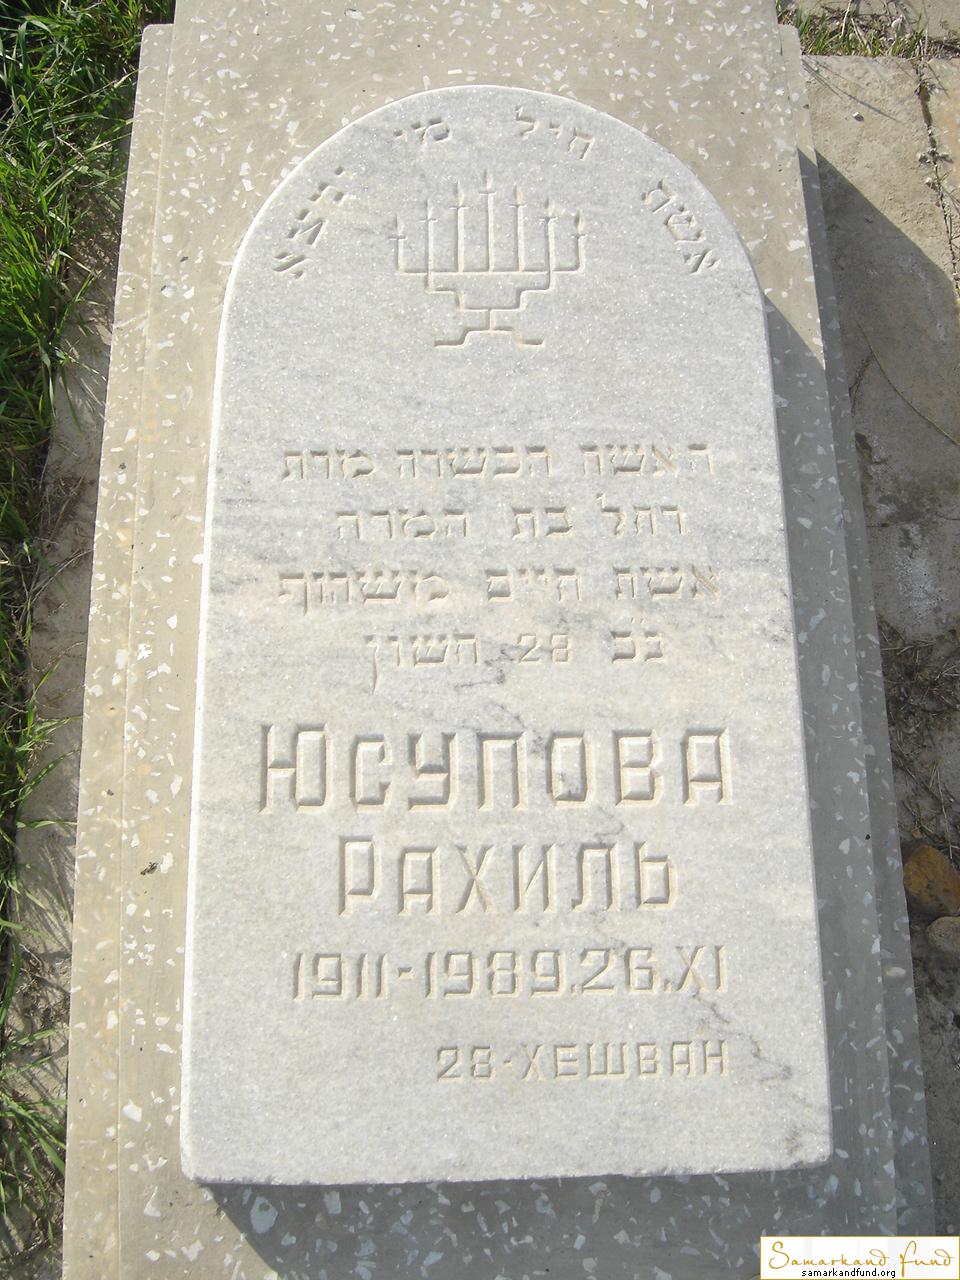 אשת חיל מי ימצא
האשה הכשרה מרת
רחל בת המרה
אשת חיים משהוף
נ״כ 28 חשון
ЮСУПОВА
РАХИЛЬ
1911-1989.26.XI
28-ХЕШВАН
Samarkand Fund
samarkandfund.org